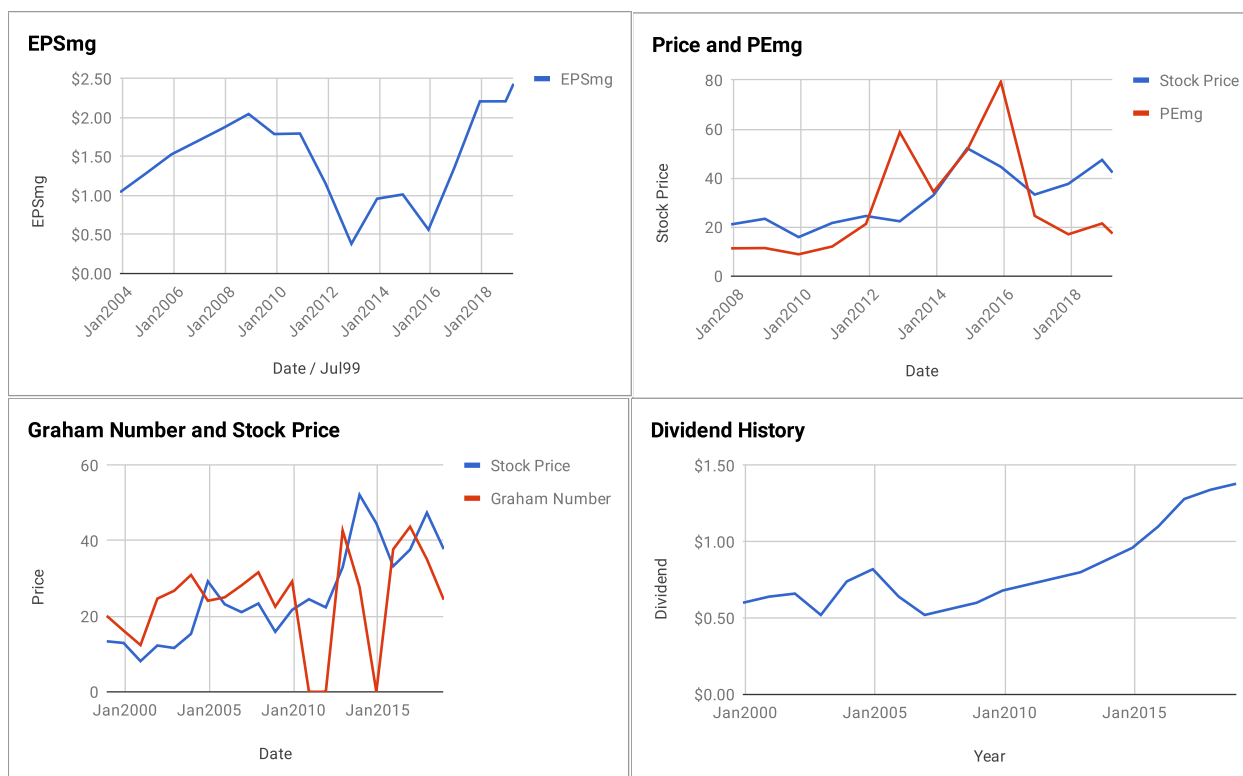 EPSmg
$2.50
$2.00
$1.50
$1.00
$0.50
$0.00
EPSmg
Jan2004
Jan2006
Jan2008
Jan2010
Jan2012
Jan2014
Jan2016
Jan2018
Date / Jul99
EPSmg
Price and PEmg
80
60
40
20
0
Stock Price
Jan2008
Jan2010
Jan2012
Jan2014
Jan2016
Jan2018
Date
Stock Price
PEmg
Graham Number and Stock Price
60
40
20
0
Price
Jan2000
Jan2005
Jan2010
Jan2015
Date
Stock Price
Graham Number
Dividend History
$1.50
$1.00
$0.50
$0.00
Dividend
Jan2000
Jan2005
Jan2010
Jan2015
Year